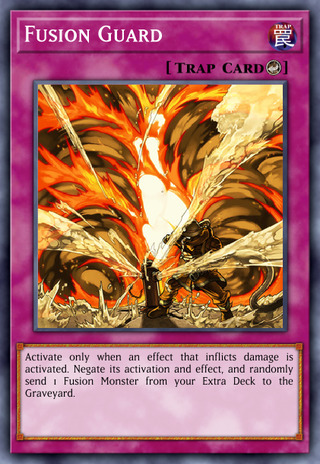 Fusion Guard
TRAP
罠
[Trap Card]
Activate only when an effect that inflicts damage is
activated. Negate its activation and effect, and randomly
send 1 Fusion Monster from your Extra Deck to the
Graveyard.